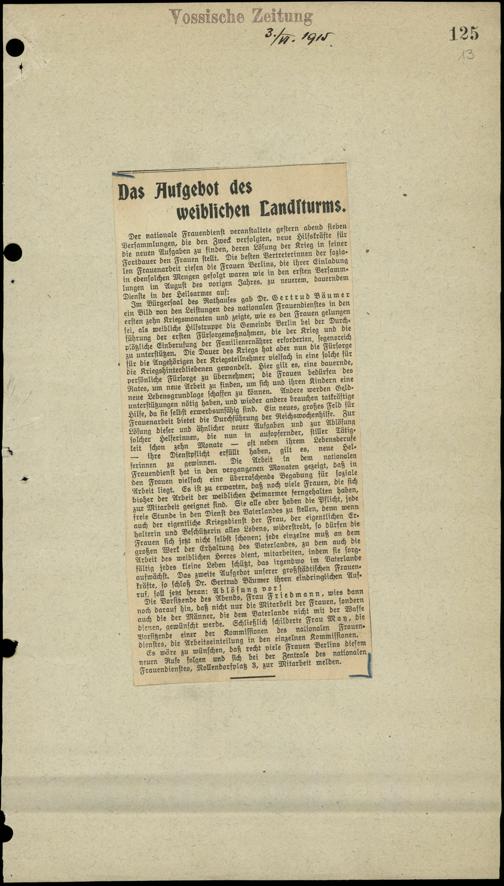 Vossische Zeitung
3./VI. 1915.
125
13
Das Aufgebot des
weiblichen Landsturms.
Der nationale Frauendienst veranstaltete gestern abend sieben
Versammlungen, die den Zweck verfolgten, neue Hilfskräfte für
die neuen Aufgaben zu finden, deren Lösung der Krieg in seiner
Fortdauer den Frauen stellt. Die besten Vertreterinnen der sozia-
len Frauenarbeit riefen die Frauen Berlins, die ihrer Einladung
in ebensolchen Mengen gefolgt waren wie in den ersten Versamm-
lungen im August des vorigen Jahres, zu neuerem, dauerndem
Dienste in der Heilsarmee auf:
Im Bürgersaal des Rathauses gab Dr. Gertrud Bäumer
ein Bild von den Leistungen des nationalen Frauendienstes in den
ersten zehn Kriegsmonaten und zeigte, wie es den Frauen gelungen
ist, als weibliche Hilfstruppe die Gemeinde Berlin bei der Durch-
führung der ersten Fürsorgemaßnahmen, die der Krieg und die
plötzliche Einberufung der Familienernährer erforderten, segensreich
zu unterstützen. Die Dauer des Kriegs hat aber nun die Fürsorge
für die Angehörigen der Kriegsteilnehmer vielfach in eine solche für
die Kriegshinterbliebenen gewandelt. Hier gilt es, eine dauernde,
persönliche Fürsorge zu übernehmen; die Frauen bedürfen des
Rates, um neue Arbeit zu finden, um sich und ihren Kindern eine
neue Lebensgrundlage schaffen zu können. Andere werden Geld-
unterstützungen nötig haben, und wieder andere brauchen tatkräftige
Hilfe, da sie selbst erwerbsunfähig sind. Ein neues, großes Feld für
Frauenarbeit bietet die Durchführung der Reichswochenhilfe. Zur
Lösung dieser und ähnlicher neuer Aufgaben und zur Ablösung
solcher Helferinnen, die nun in aufopfernder, stiller Tätig-
keit schon zehn Monate — oft neben ihrem Lebensberufe
— ihre Dienstpflicht erfüllt haben, gilt es, neue Hel-
ferinnen zu gewinnen. Die Arbeit in dem nationalen
Frauendienst hat in den vergangenen Monaten gezeigt, daß in
den Frauen vielfach eine überraschende Begabung für soziale
Arbeit liegt. Es ist zu erwarten, daß noch viele Frauen, die sich
bisher der Arbeit der weiblichen Heimarmee ferngehalten haben,
zur Mitarbeit geeignet sind. Sie alle aber haben die Pflicht, jede
freie Stunde in den Dienst des Vaterlandes zu stellen, denn wenn
auch der eigentliche Kriegsdienst der Frau, der eigentlichen Er-
halterin und Beschützerin alles Lebens, widerstrebt, so dürfen die
Frauen sich jetzt nicht selbst schonen; jede einzelne muß an dem
großen Werk der Erhaltung des Vaterlandes, zu dem auch die
Arbeit des weiblichen Heeres dient, mitarbeiten, indem sie sorg-
fältig jedes kleine Leben schützt, das irgendwo im Vaterlande
aufwächst. Das zweite Aufgebot unserer großstädtischen Frauen-
kräfte, so schloß Dr. Gertrud Bäumer ihren eindringlichen Auf-
ruf, soll jetzt heran: Ablösung vor!
Die Vorsitzende des Abends, Frau Friedmann, wies dann
noch darauf hin, daß nicht nur die Mitarbeit der Frauen, sondern
auch die der Männer, die dem Vaterlande nicht mit der Waffe
dienen, gewünscht werde. Schließlich schilderte Frau May, die
Vorsitzende einer der Kommissionen des nationalen Frauen-
dienstes, die Arbeitseinteilung in den einzelnen Kommissionen.
Es wäre zu wünschen, daß recht viele Frauen Berlins dem
neuen Rufe folgen und sich bei der Zentrale des nationalen
Frauendienstes, Nollendorfplatz 3, zur Mitarbeit melden.